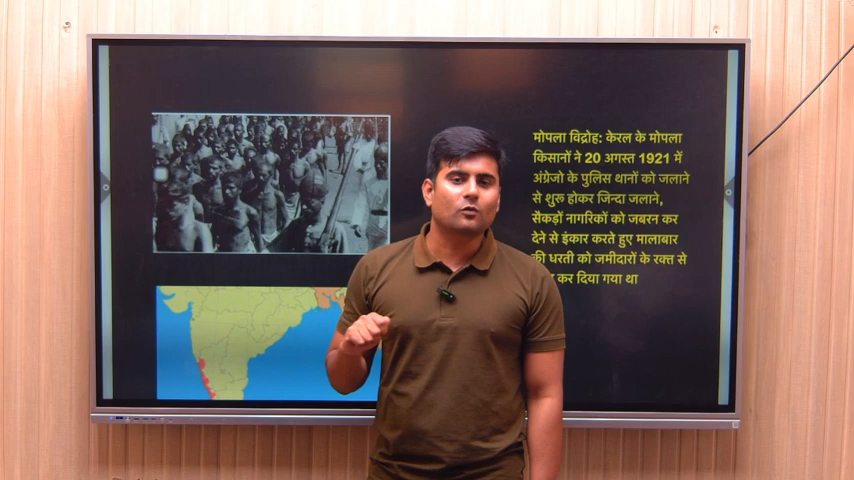 मोपला विद्रोह: केरल के मोपला
किसानों ने 20 अगस्त 1921 में
अंग्रेजो के पुलिस थानों को जलाने
से शुरू होकर जिन्दा जलाने,
सैकड़ों नागरिकों को जबरन कर
देने से इंकार करते हुए मालाबार
की धरती को जमीदारों के रक्त से
कर दिया गया था